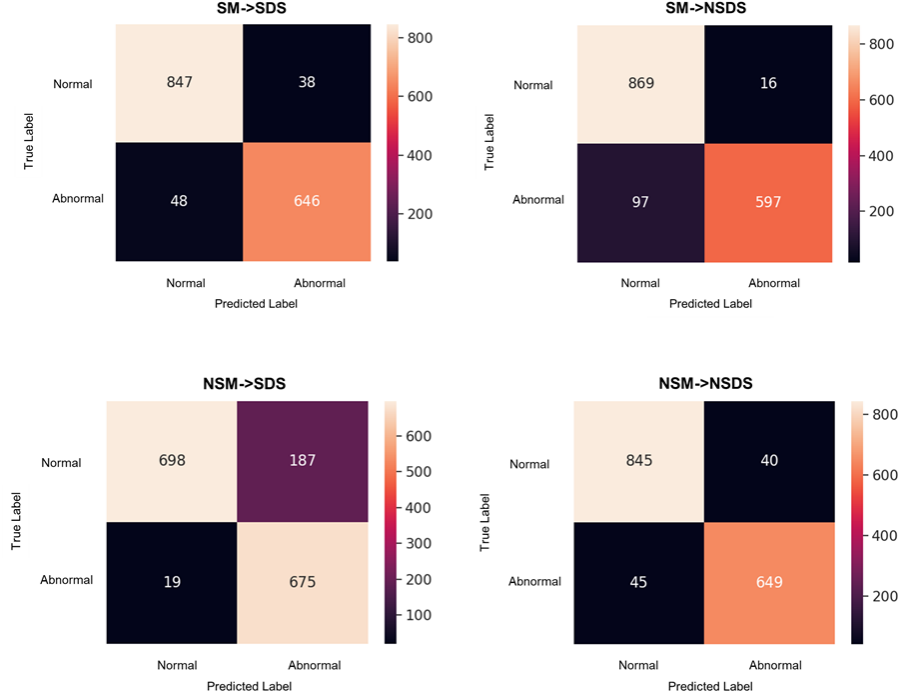 SM->SDS
Normal 847 38
Abnormal 48 646
True Label
Normal Abnormal
Predicted Label
800
600
400
200
SM->NSDS
Normal 869 16
Abnormal 97 597
True Label
Normal Abnormal
Predicted Label
800
600
400
200
NSM->SDS
Normal 698 187
Abnormal 19 675
True Label
Normal Abnormal
Predicted Label
600
500
400
300
200
100
NSM->NSDS
Normal 845 40
Abnormal 45 649
True Label
Normal Abnormal
Predicted Label
800
600
400
200